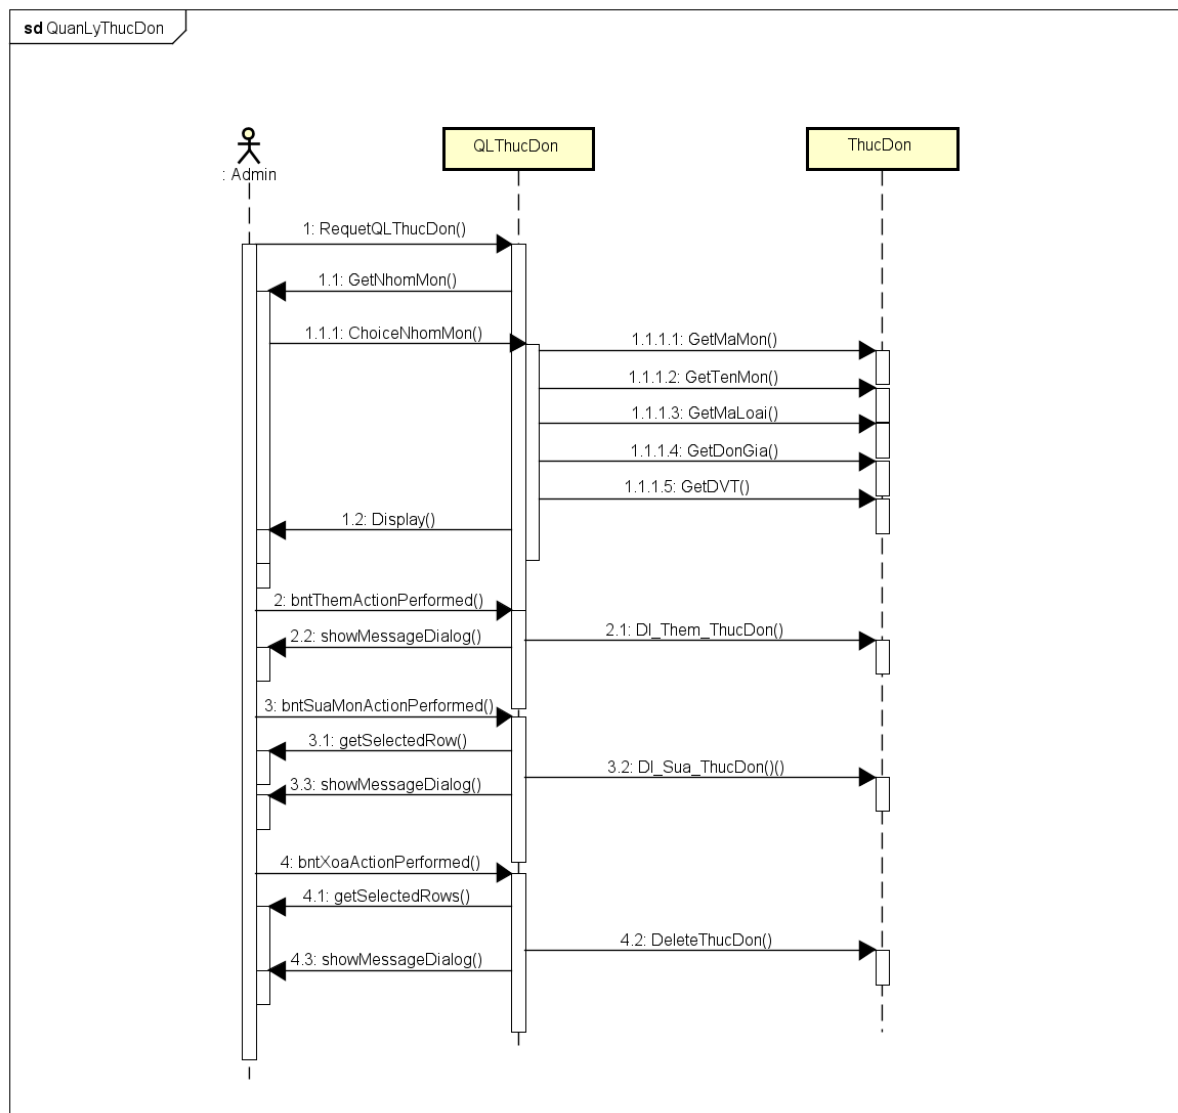 sd QuanLyThucDon
: Admin
QLThucDon
ThucDon
1: RequetQLThucDon()
1.1: GetNhomMon()
1.1.1: ChoiceNhomMon()
1.1.1.1: GetMaMon()
1.1.1.2: GetTenMon()
1.1.1.3: GetMaLoai()
1.1.1.4: GetDonGia()
1.1.1.5: GetDVT()
1.2: Display()
2: bntThemActionPerformed()
2.1: Dl_Them_ThucDon()
2.2: showMessageDialog()
3: bntSuaMonActionPerformed()
3.1: getSelectedRow()
3.2: Dl_Sua_ThucDon()()
3.3: showMessageDialog()
4: bntXoaActionPerformed()
4.1: getSelectedRows()
4.2: DeleteThucDon()
4.3: showMessageDialog()